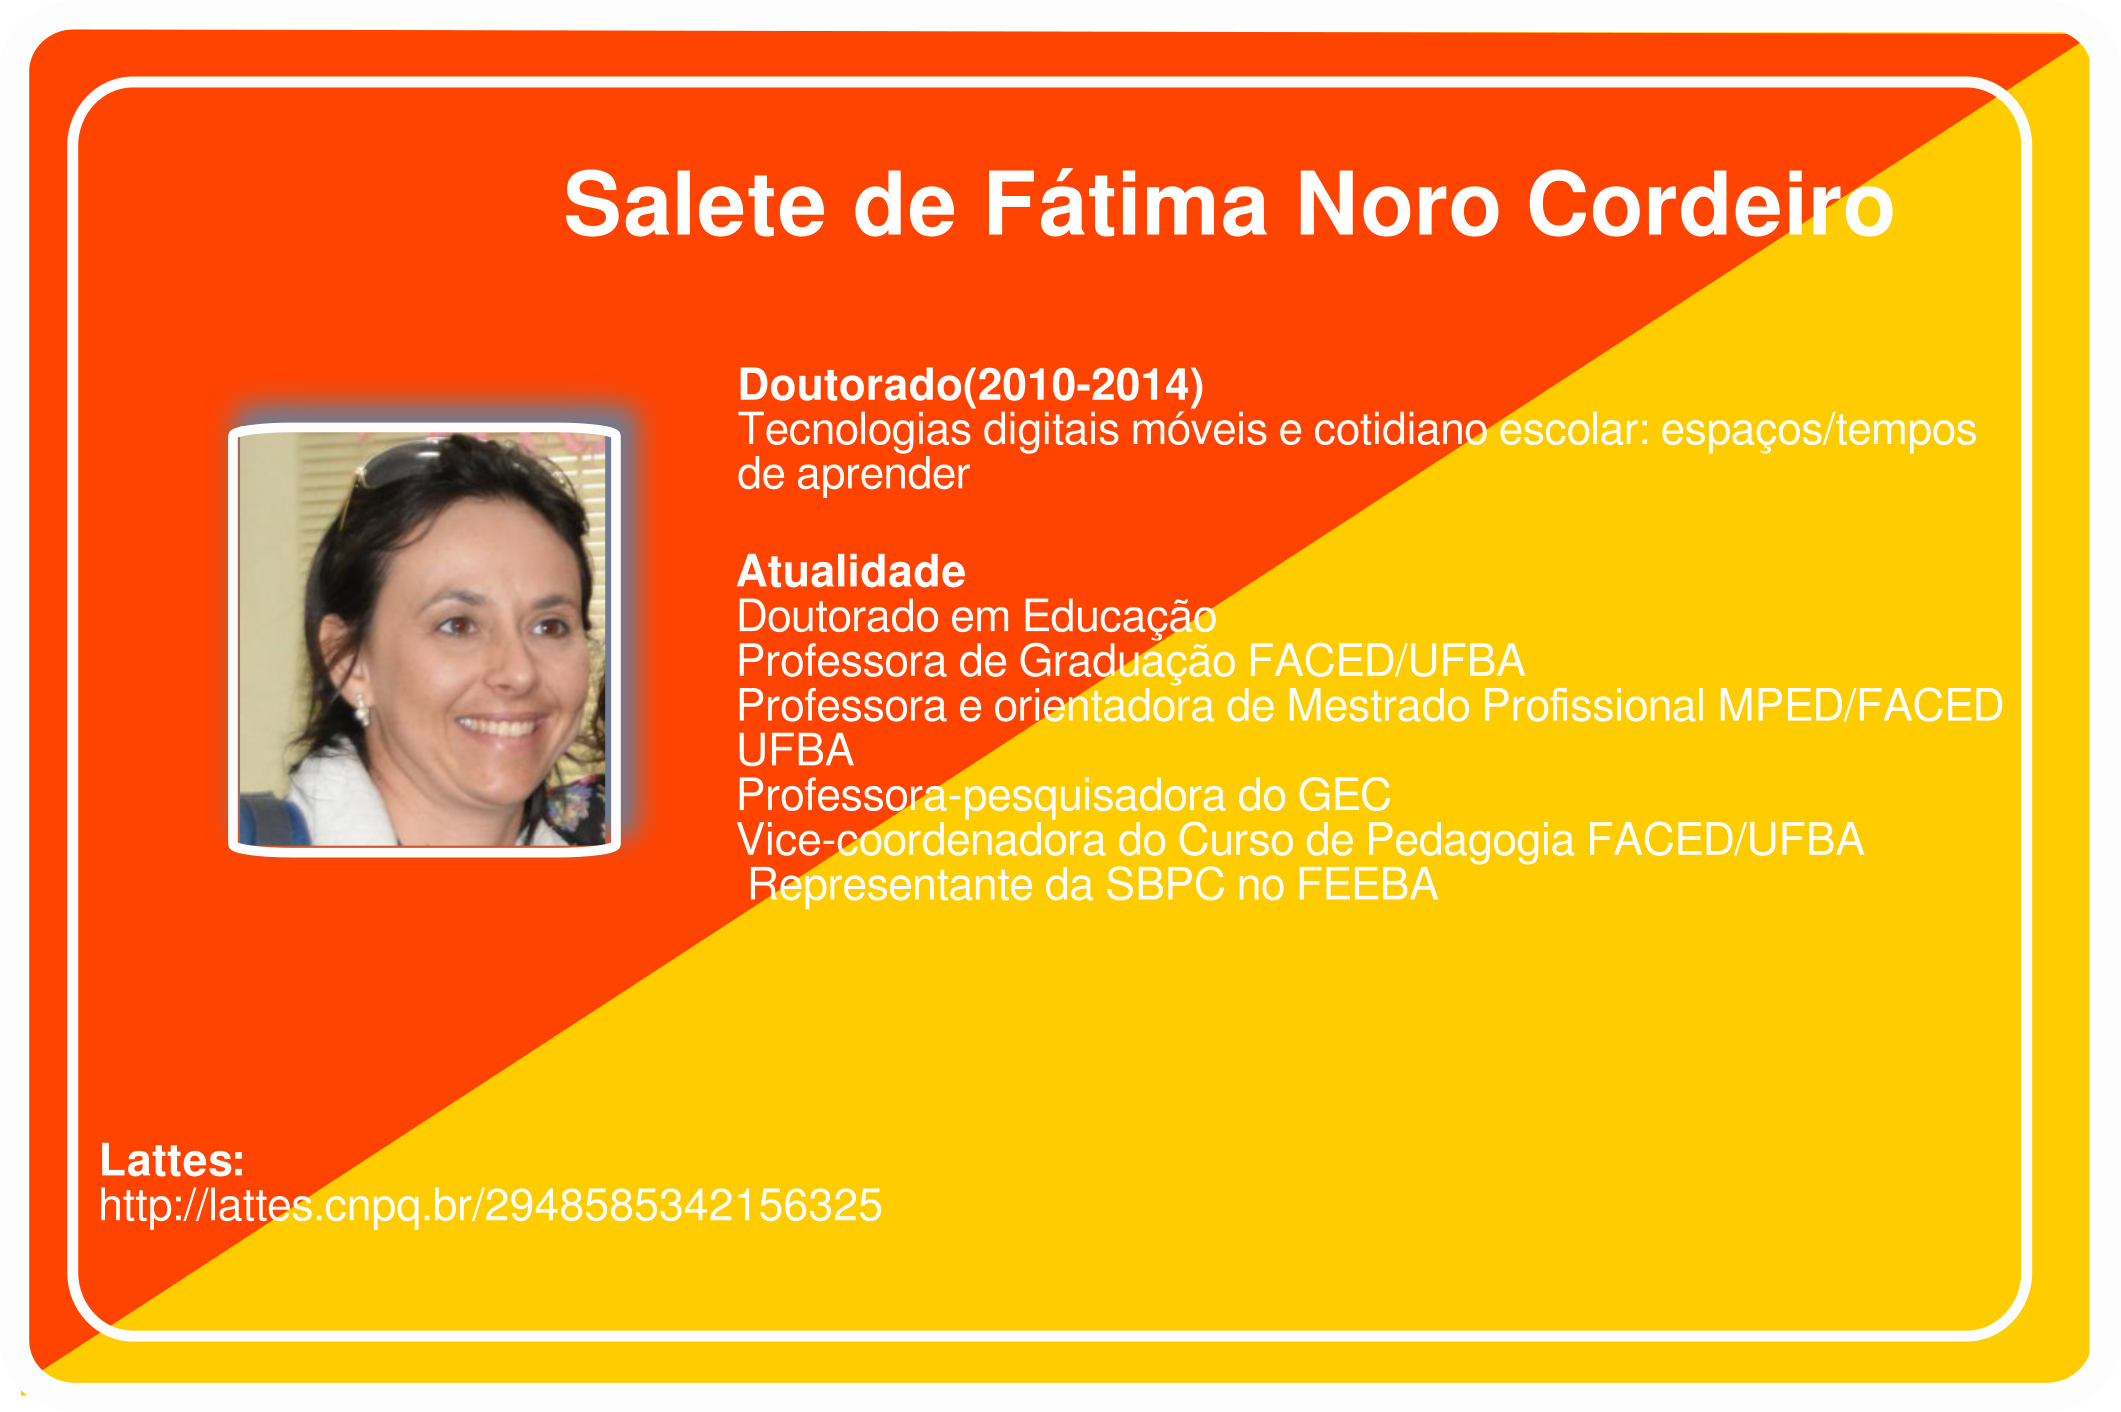 Salete de Fátima Noro Cordeiro
Doutorado(2010-2014)
Tecnologias digitais móveis e cotidiano escolar: espaços/tempos
de aprender
Atualidade
Doutorado em Educação
Professora de Graduação FACED/UFBA
Professora e orientadora de Mestrado Profissional MPED/FACED
UFBA
Professora-pesquisadora do GEC
Vice-coordenadora do Curso de Pedagogia FACED/UFBA
Representante da SBPC no FEEBA
Lattes:
http://lattes.cnpq.br/2948585342156325